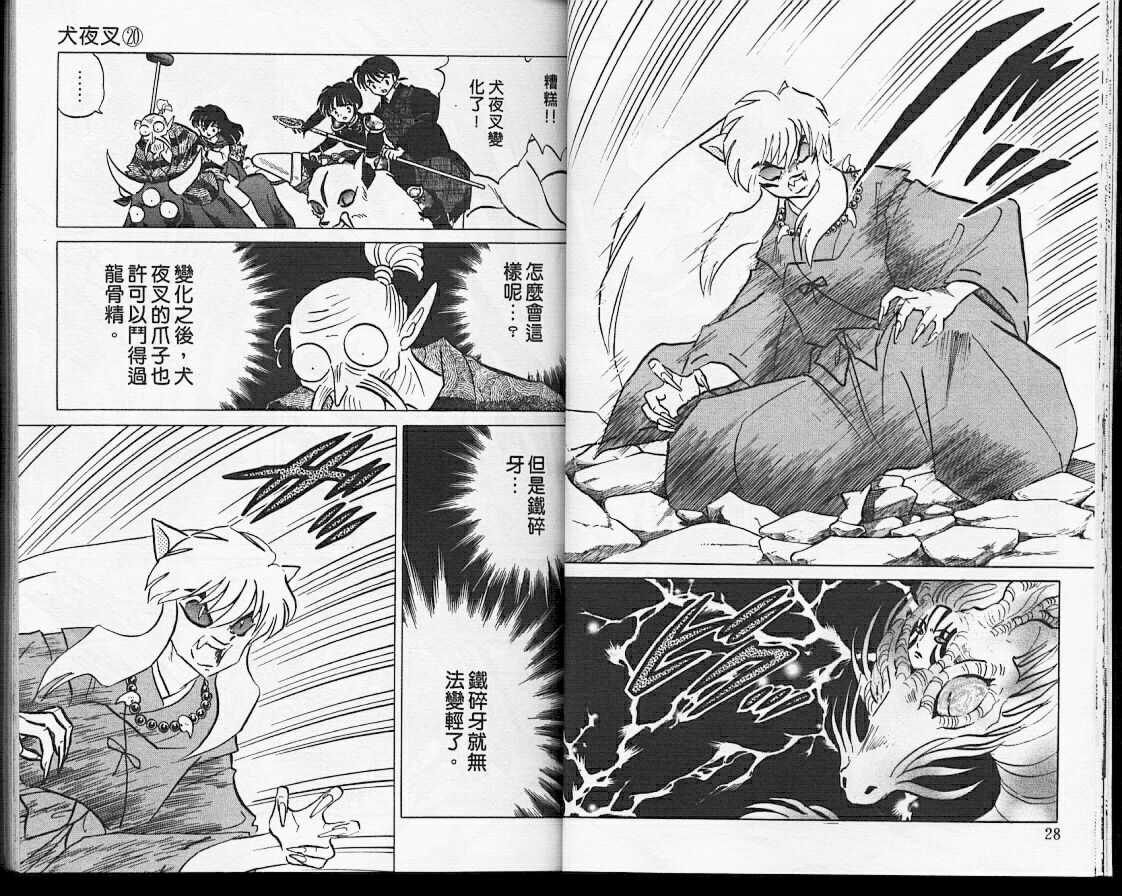 28
犬夜叉⑳
糟糕!!
犬夜叉變
化了！
……
怎麼會這
樣呢…？
變化之後，犬
夜叉的爪子也
許可以鬥得過
龍骨精。
但是鐵碎
牙…
鐵碎牙就無
法變輕了。